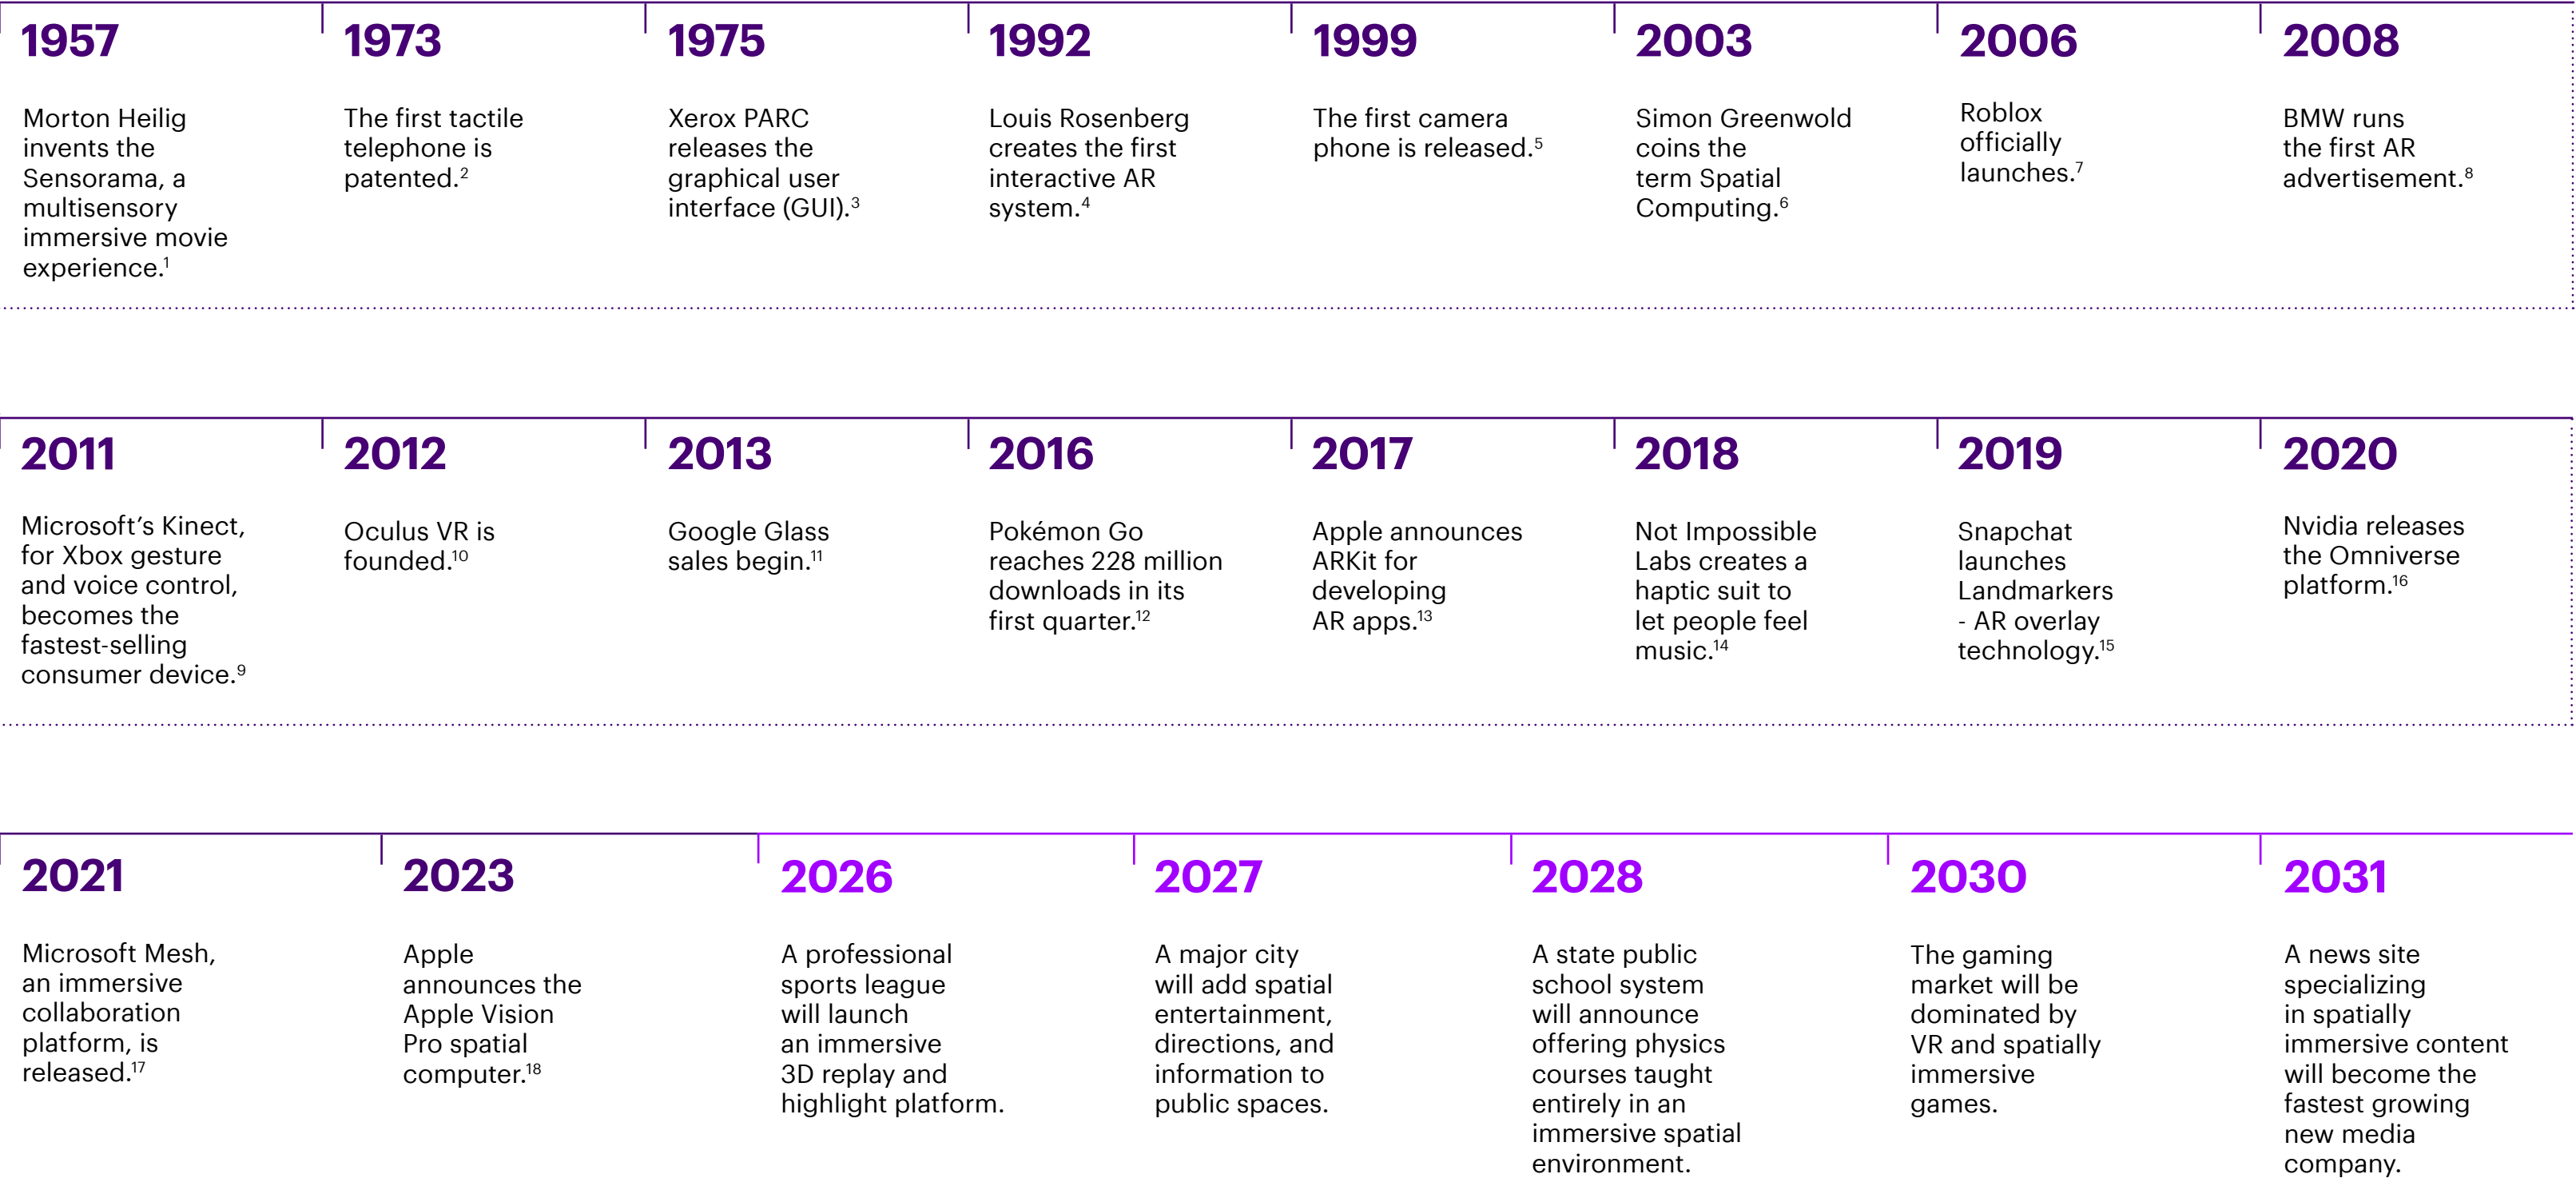 1957
Morton Heilig
invents the
Sensorama, a
multisensory
immersive movie
experience.¹
1973
The first tactile
telephone is
patented.²
1975
Xerox PARC
releases the
graphical user
interface (GUI).³
1992
Louis Rosenberg
creates the first
interactive AR
system.⁴
1999
The first camera
phone is released.⁵
2003
Simon Greenwold
coins the
term Spatial
Computing.⁶
2006
Roblox
officially
launches.⁷
2008
BMW runs
the first AR
advertisement.⁸
2011
Microsoft’s Kinect,
for Xbox gesture
and voice control,
becomes the
fastest-selling
consumer device.⁹
2012
Oculus VR is
founded.¹⁰
2013
Google Glass
sales begin.¹¹
2016
Pokémon Go
reaches 228 million
downloads in its
first quarter.¹²
2017
Apple announces
ARKit for
developing
AR apps.¹³
2018
Not Impossible
Labs creates a
haptic suit to
let people feel
music.¹⁴
2019
Snapchat
launches
Landmarkers
- AR overlay
technology.¹⁵
2020
Nvidia releases
the Omniverse
platform.¹⁶
2021
Microsoft Mesh,
an immersive
collaboration
platform, is
released.¹⁷
2023
Apple
announces the
Apple Vision
Pro spatial
computer.¹⁸
2026
A professional
sports league
will launch
an immersive
3D replay and
highlight platform.
2027
A major city
will add spatial
entertainment,
directions, and
information to
public spaces.
2028
A state public
school system
will announce
offering physics
courses taught
entirely in an
immersive spatial
environment.
2030
The gaming
market will be
dominated by
VR and spatially
immersive
games.
2031
A news site
specializing
in spatially
immersive content
will become the
fastest growing
new media
company.